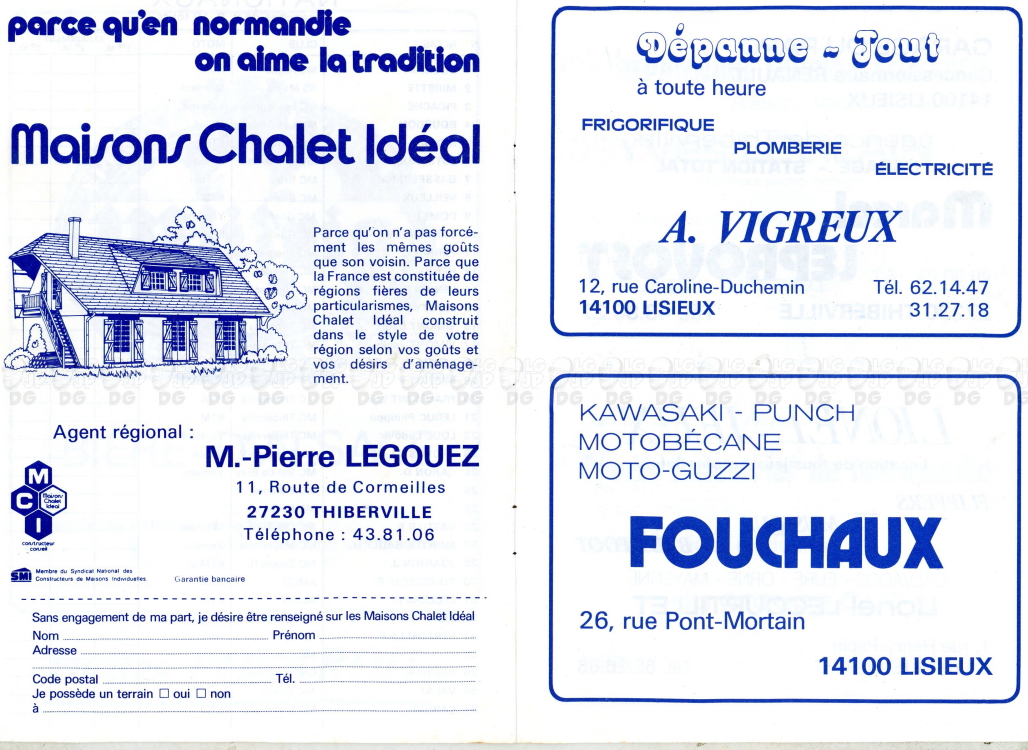 parce qu'en normandie
on aime la tradition
Maisons Chalet Idéal
Parce qu'on n'a pas forcé-
ment les mêmes goûts
que son voisin. Parce que
la France est constituée de
régions fières de leurs
particularismes, Maisons
Chalet Idéal construit
dans le style de votre
région selon vos goûts et
vos désirs d'aménage-
ment.
Agent régional :
M.-Pierre LEGOUEZ
11, Route de Cormeilles
27230 THIBERVILLE
Téléphone : 43.81.06
MCI
Maisons
Chalet
Idéal
constructeur
conseil
SMI
Membre du Syndicat National des
Constructeurs de Maisons Individuelles.
Garantie bancaire
Sans engagement de ma part, je désire être renseigné sur les Maisons Chalet Idéal
Nom Prénom
Adresse
Code postal Tél.
Je possède un terrain □ oui □ non
à
Dépanne - Tout
à toute heure
FRIGORIFIQUE
PLOMBERIE
ÉLECTRICITÉ
A. VIGREUX
12, rue Caroline-Duchemin Tél. 62.14.47
14100 LISIEUX 31.27.18
KAWASAKI - PUNCH
MOTOBÉCANE
MOTO-GUZZI
FOUCHAUX
26, rue Pont-Mortain
14100 LISIEUX